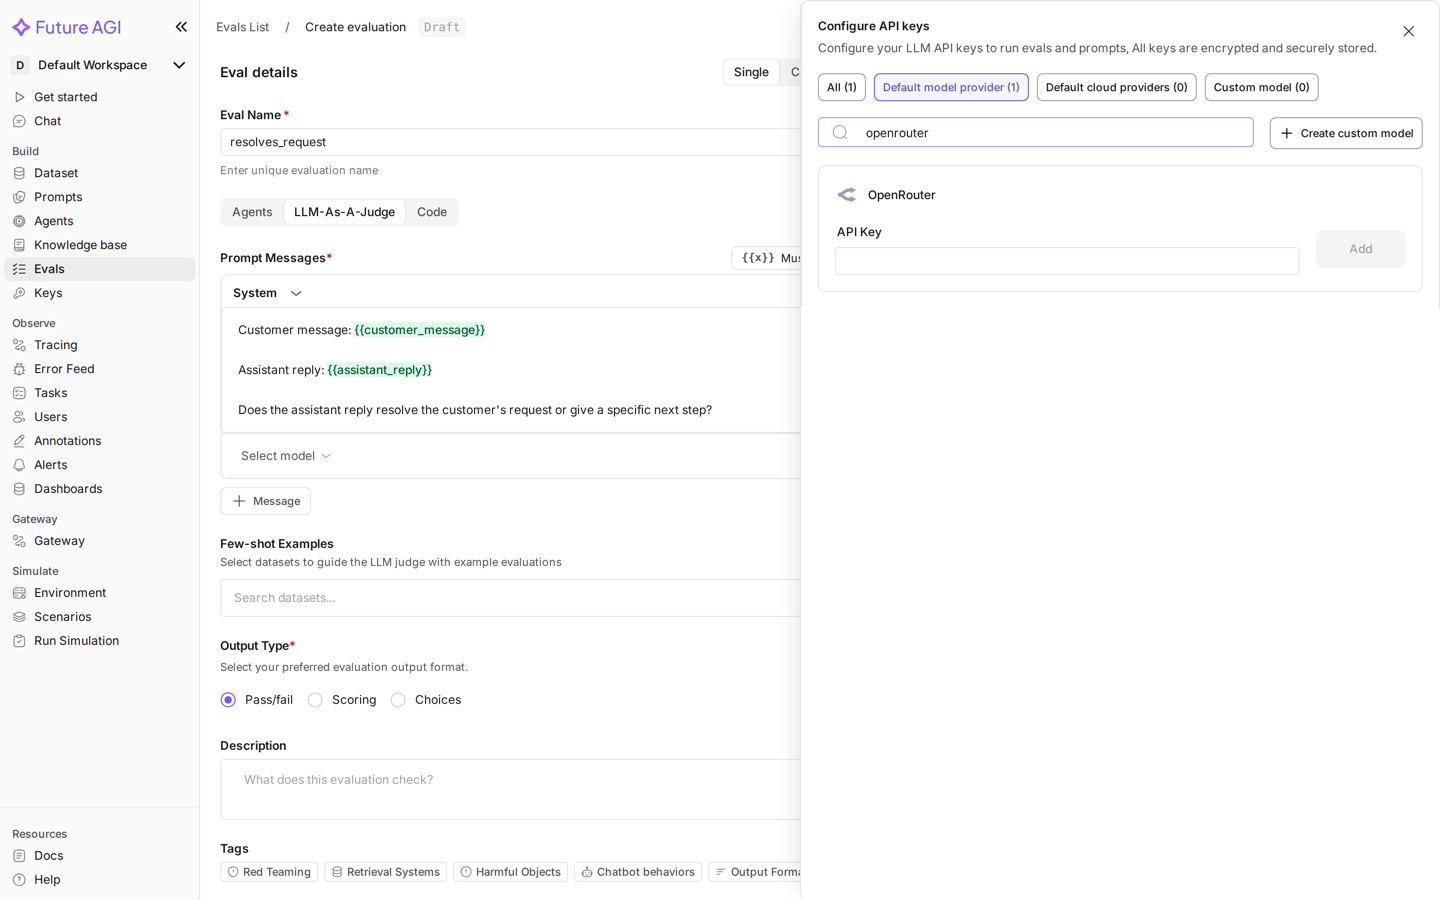 Future AGI
D Default Workspace
Get started
Chat
Build
Dataset
Prompts
Agents
Knowledge base
Evals
Keys
Observe
Tracing
Error Feed
Tasks
Users
Annotations
Alerts
Dashboards
Gateway
Gateway
Simulate
Environment
Scenarios
Run Simulation
Resources
Docs
Help
Evals List / Create evaluation Draft
Eval details
Single C
Eval Name*
resolves_request
Enter unique evaluation name
Agents LLM-As-A-Judge Code
Prompt Messages*
{{x}} Mus
System
Customer message: {{customer_message}}
Assistant reply: {{assistant_reply}}
Does the assistant reply resolve the customer's request or give a specific next step?
Select model
Message
Few-shot Examples
Select datasets to guide the LLM judge with example evaluations
Search datasets...
Output Type*
Select your preferred evaluation output format.
Pass/fail Scoring Choices
Description
What does this evaluation check?
Tags
Red Teaming Retrieval Systems Harmful Objects Chatbot behaviors Output Forma
Configure API keys
Configure your LLM API keys to run evals and prompts, All keys are encrypted and securely stored.
All (1) Default model provider (1) Default cloud providers (0) Custom model (0)
openrouter
Create custom model
OpenRouter
API Key
Add